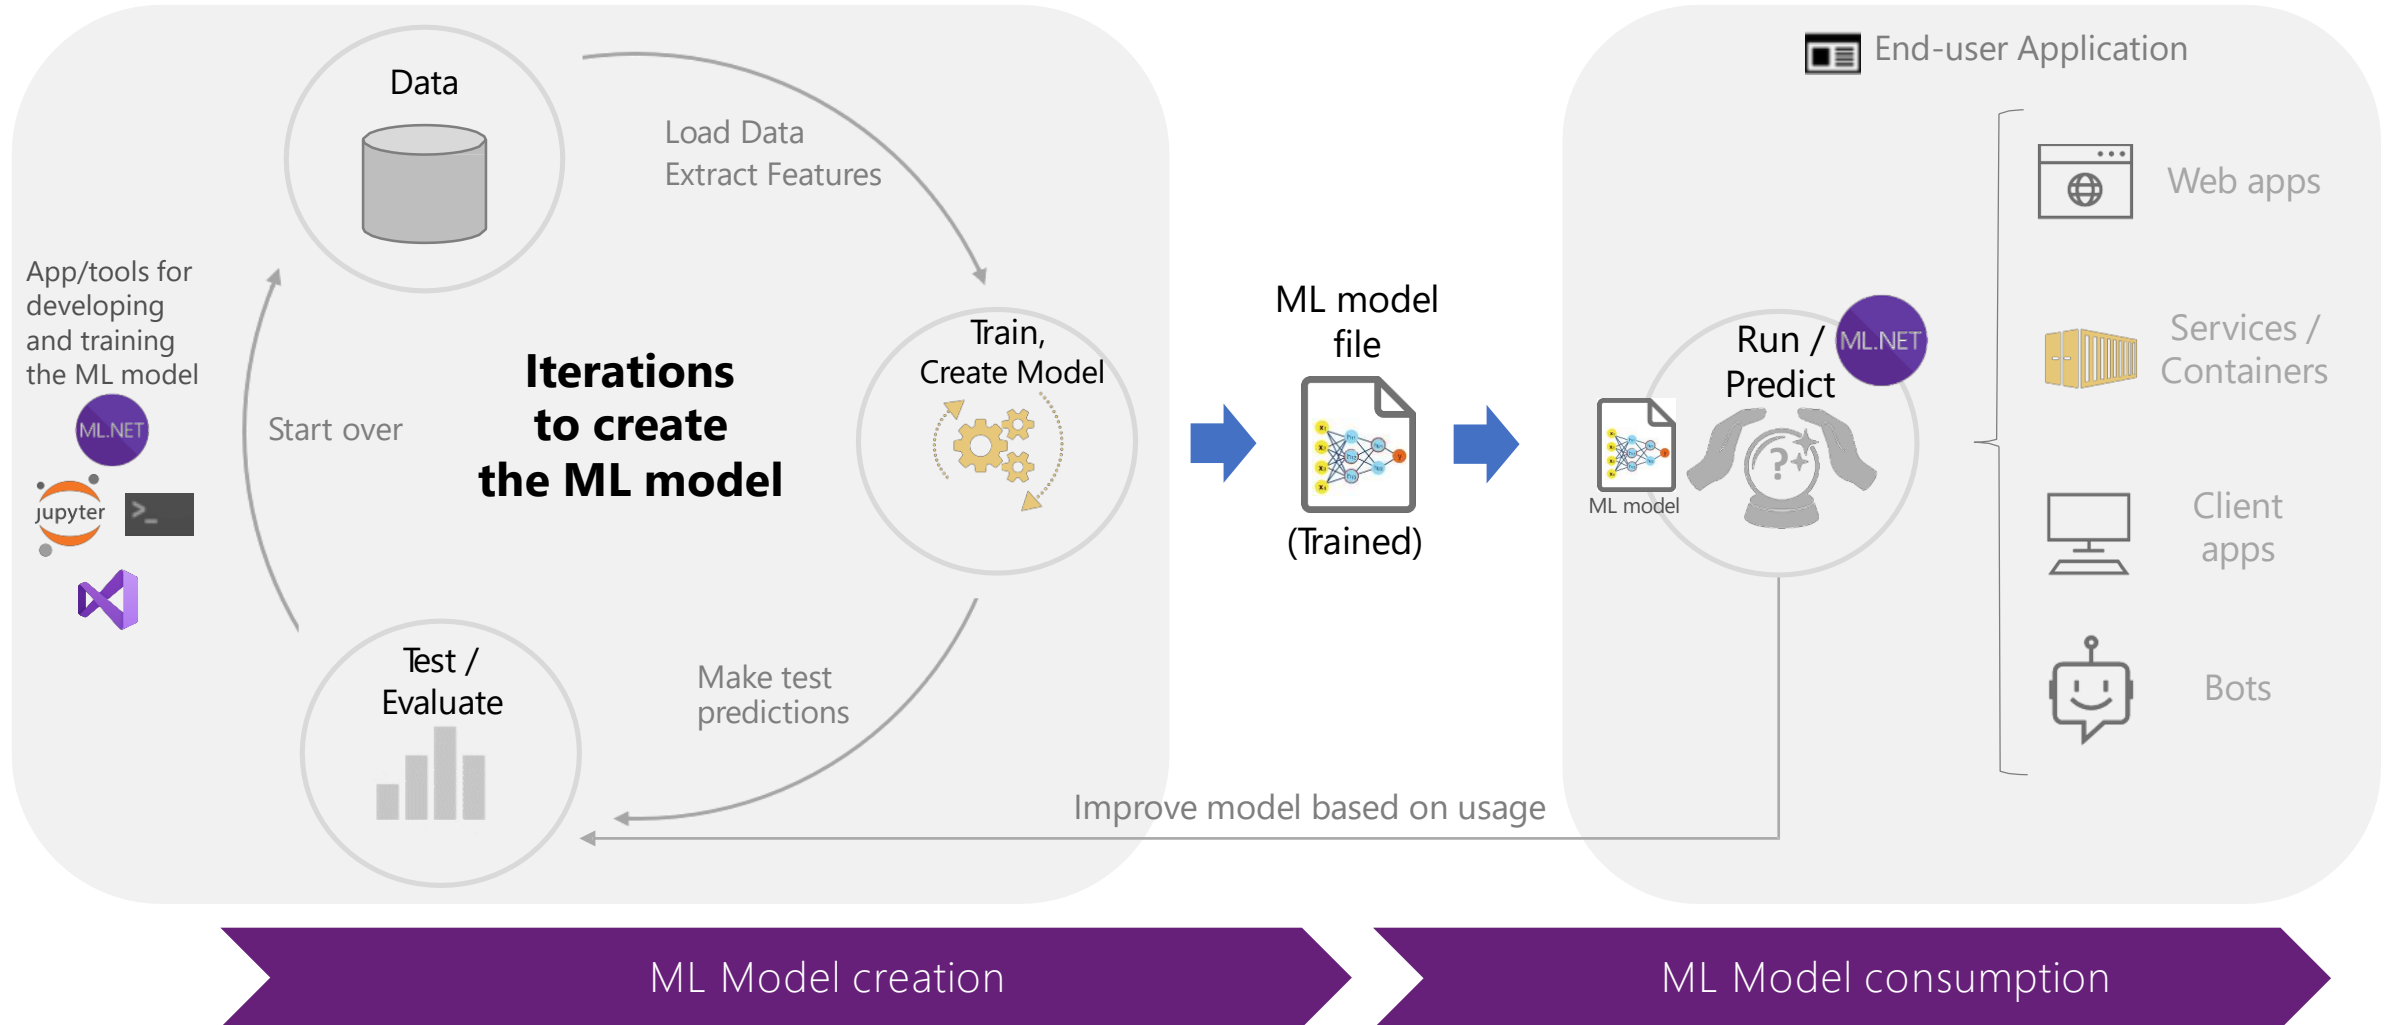 Data
Load Data
Extract Features
App/tools for
developing
and training
the ML model
ML.NET
jupyter
>_
Start over
Iterations
to create
the ML model
Train,
Create Model
Test /
Evaluate
Make test
predictions
ML model
file
(Trained)
End-user Application
Run /
Predict
ML.NET
?
ML model
Web apps
Services /
Containers
Client
apps
Bots
Improve model based on usage
ML Model creation
ML Model consumption